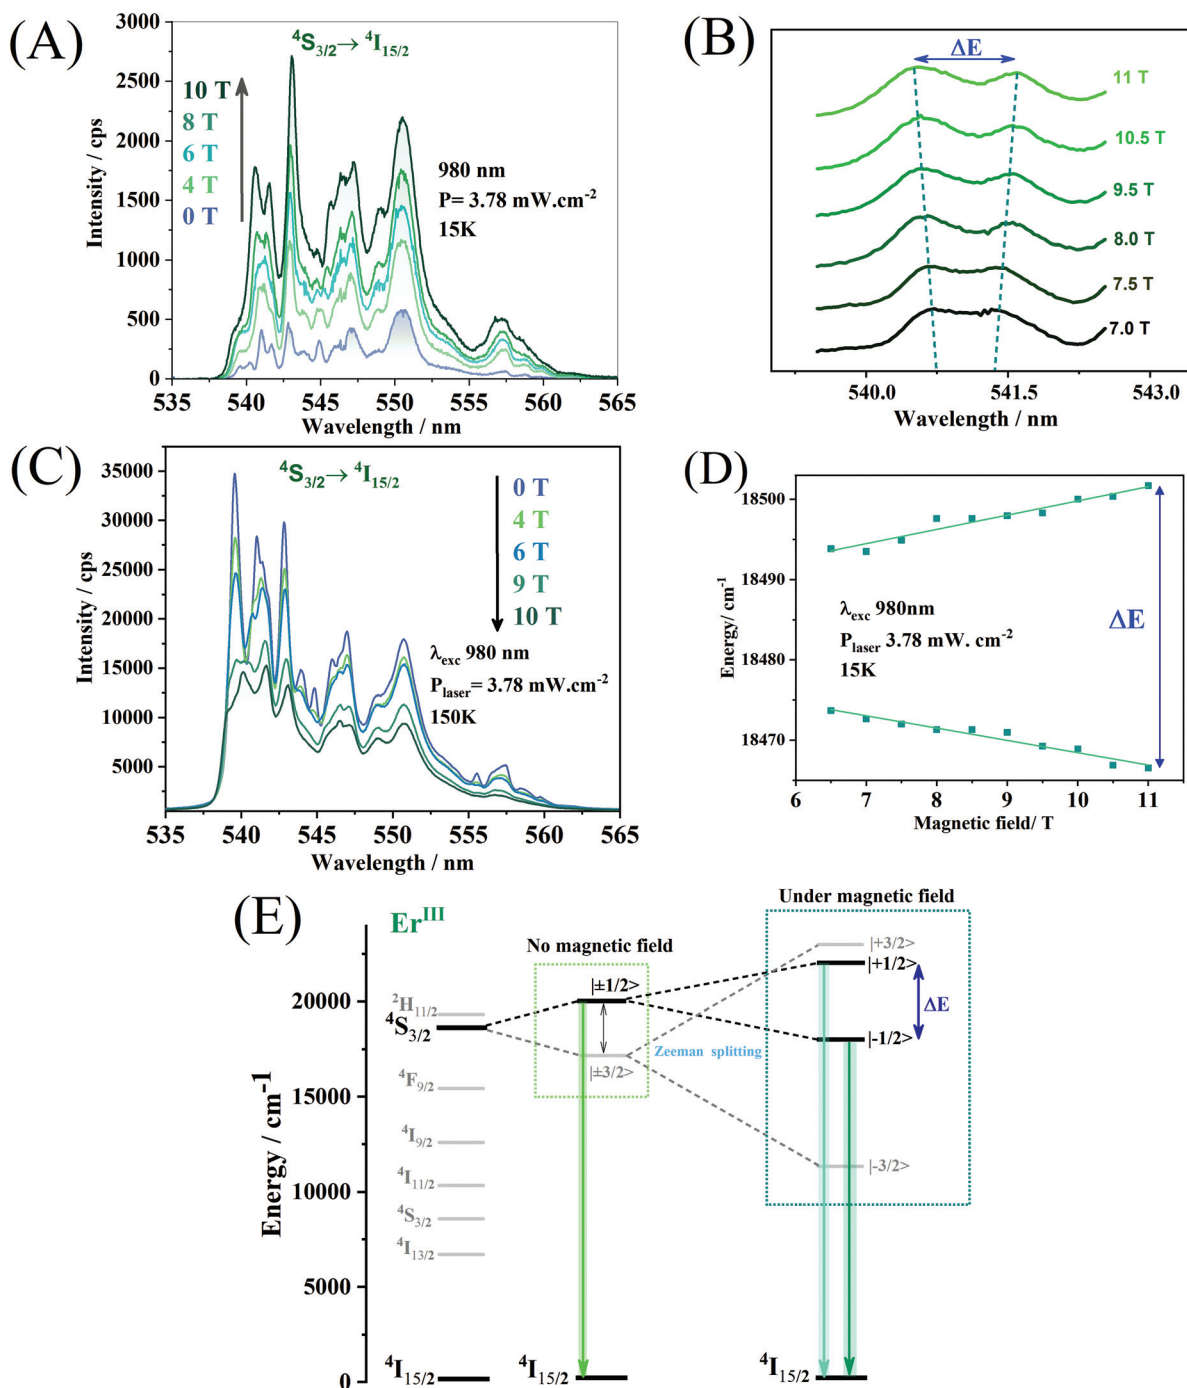 (A)
3000
2500
2000
1500
1000
500
0
Intensity / cps
⁴S₃/₂→ ⁴I₁₅/₂
10 T
8 T
6 T
4 T
0 T
980 nm
P= 3.78 mW.cm⁻²
15K
535 540 545 550 555 560 565
Wavelength / nm
(B)
ΔE
11 T
10.5 T
9.5 T
8.0 T
7.5 T
7.0 T
540.0 541.5 543.0
Wavelength / nm
(C)
35000
30000
25000
20000
15000
10000
5000
Intensity / cps
⁴S₃/₂→ ⁴I₁₅/₂
0 T
4 T
6 T
9 T
10 T
λexc 980 nm
Plaser= 3.78 mW.cm⁻²
150K
535 540 545 550 555 560 565
Wavelength / nm
(D)
18500
18490
18480
18470
Energy/ cm⁻¹
λexc 980nm
Plaser 3.78 mW. cm⁻²
15K
ΔE
6 7 8 9 10 11
Magnetic field/ T
(E)
Erᴵᴵᴵ
Energy / cm⁻¹
20000
15000
10000
5000
0
²H₁₁/₂
⁴S₃/₂
⁴F₉/₂
⁴I₉/₂
⁴I₁₁/₂
⁴S₃/₂
⁴I₁₃/₂
⁴I₁₅/₂
No magnetic field
|±1/2>
|±3/2>
⁴I₁₅/₂
Zeeman splitting
Under magnetic field
|+3/2>
|+1/2>
ΔE
|-1/2>
|-3/2>
⁴I₁₅/₂